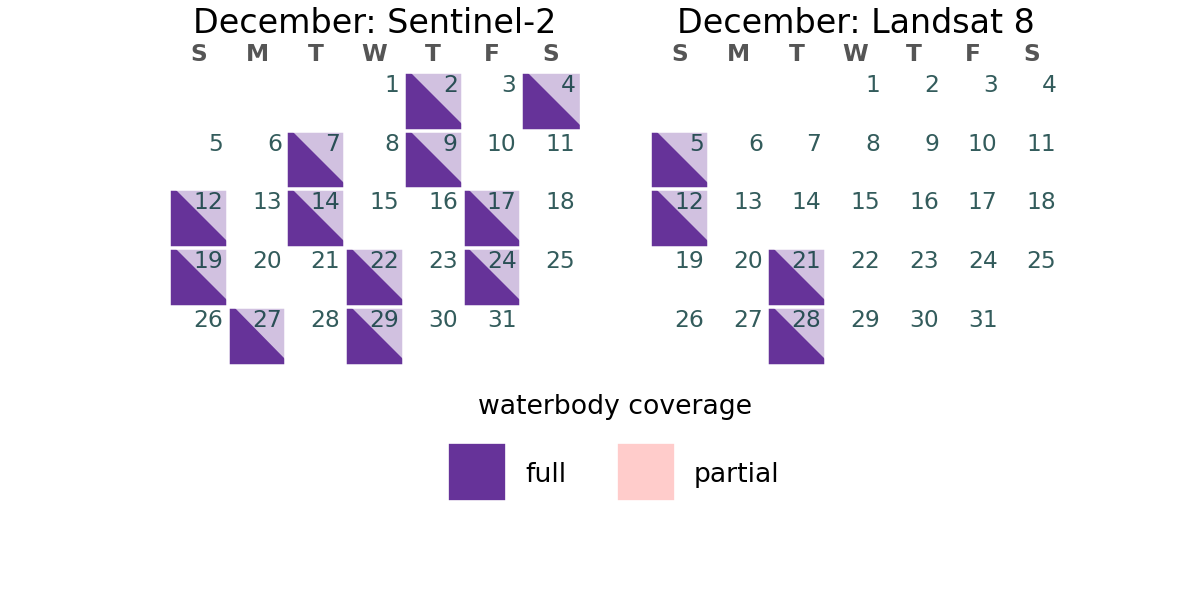 December: Sentinel-2
S M T W T F S
1 2 3 4
5 6 7 8 9 10 11
12 13 14 15 16 17 18
19 20 21 22 23 24 25
26 27 28 29 30 31
December: Landsat 8
S M T W T F S
1 2 3 4
5 6 7 8 9 10 11
12 13 14 15 16 17 18
19 20 21 22 23 24 25
26 27 28 29 30 31
waterbody coverage
full
partial